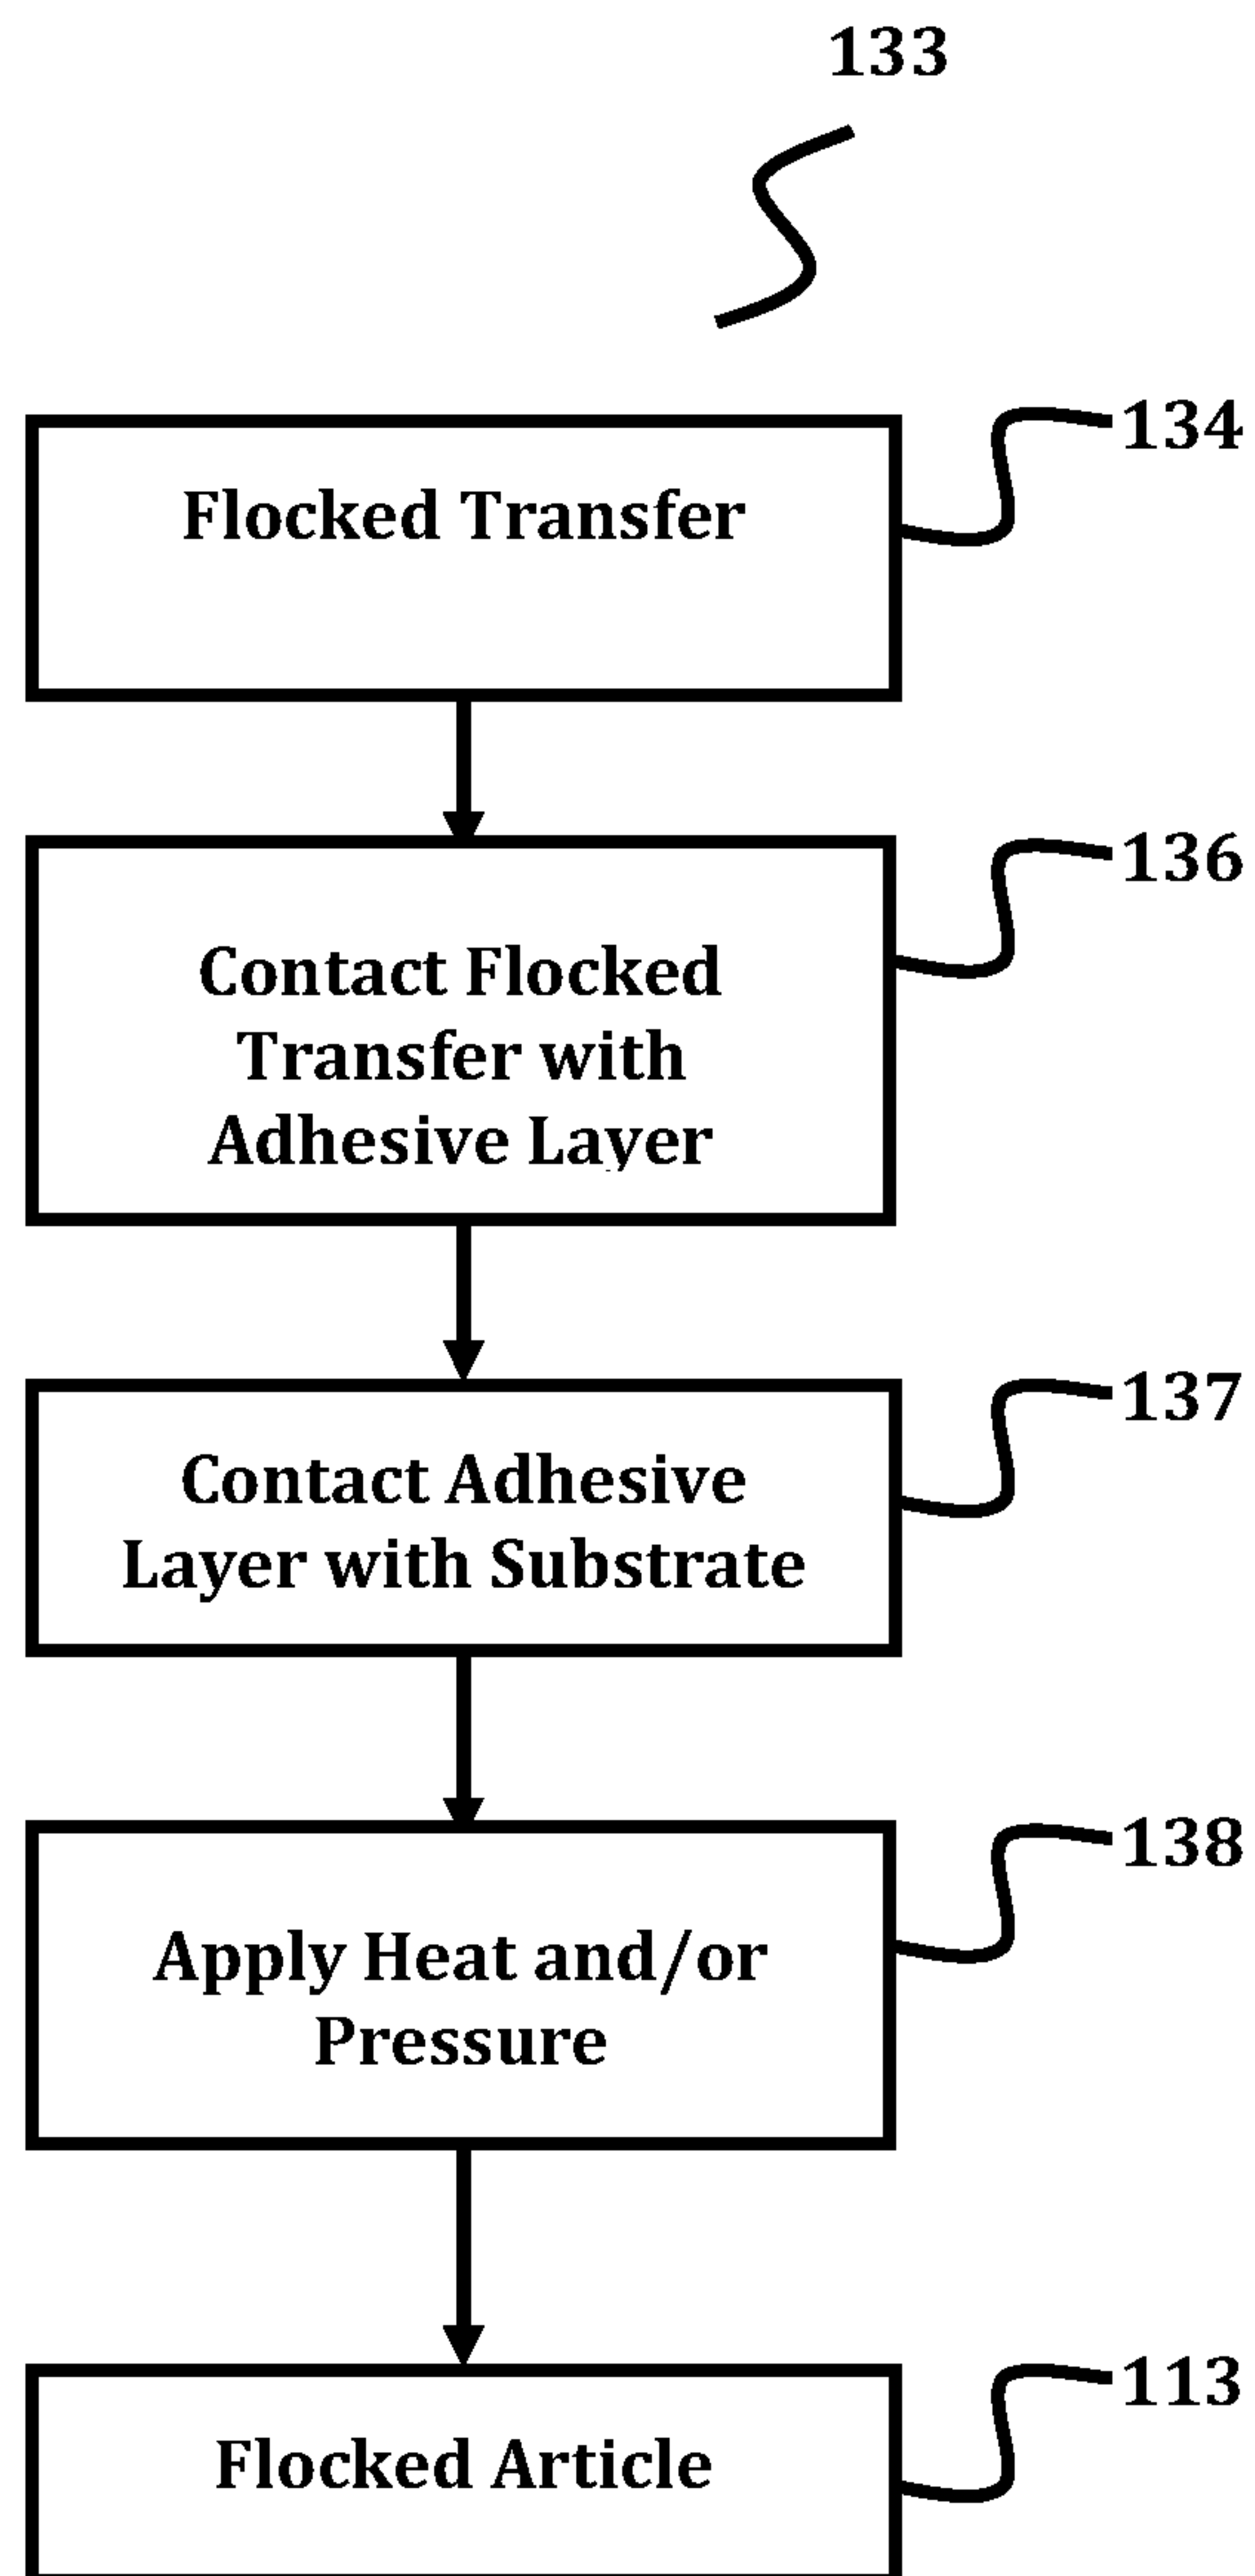 133
134
Flocked Transfer
136
Contact Flocked
Transfer with
Adhesive Layer
137
Contact Adhesive
Layer with Substrate
138
Apply Heat and/or
Pressure
113
Flocked Article